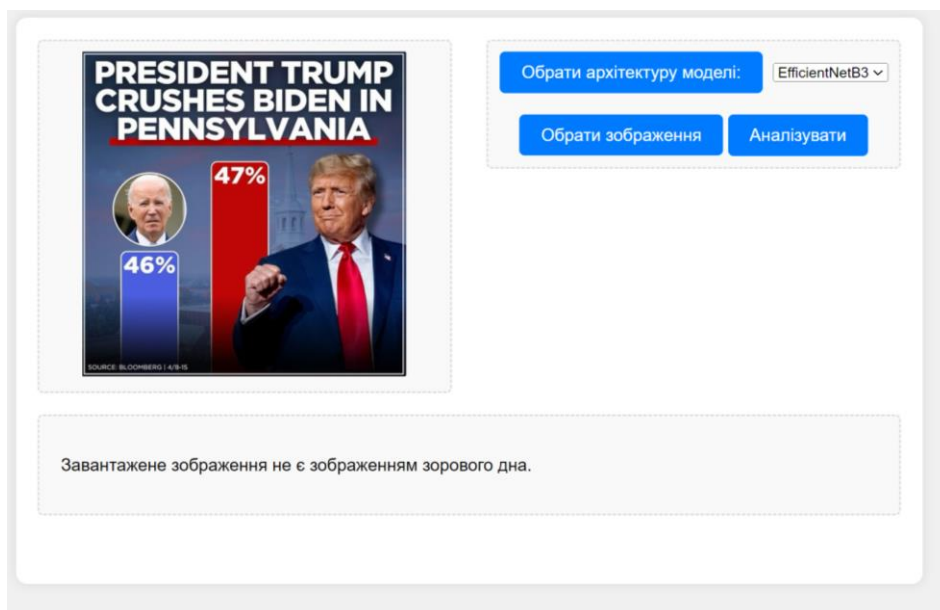 PRESIDENT TRUMP
CRUSHES BIDEN IN
PENNSYLVANIA
47%
46%
SOURCE: BLOOMBERG | 4/8-15
Обрати архітектуру моделі:
EfficientNetB3
Обрати зображення
Аналізувати
Завантажене зображення не є зображенням зорового дна.